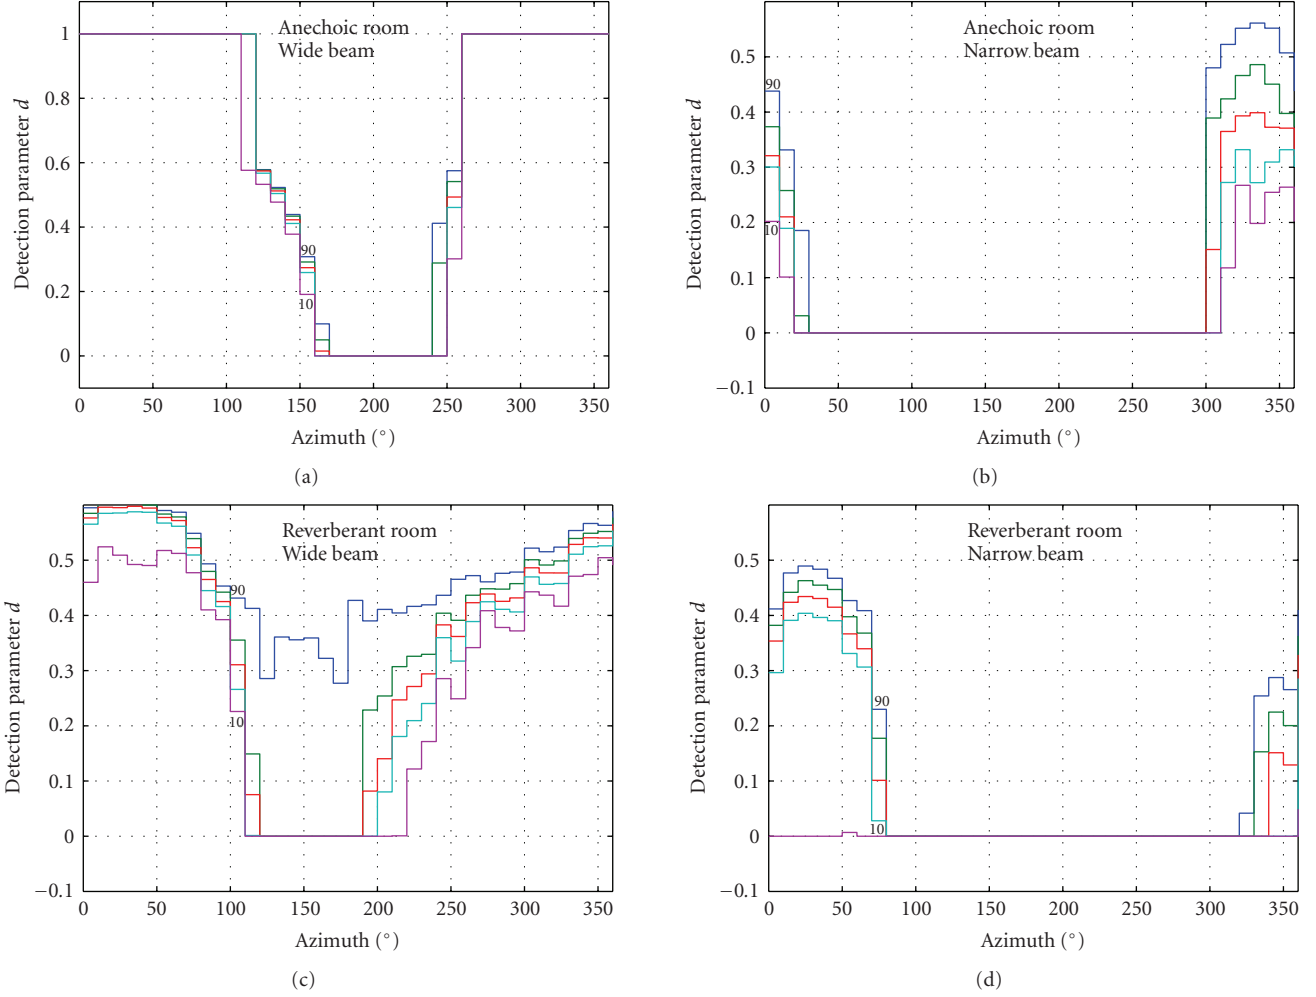 Anechoic room
Wide beam
1
0.8
0.6
0.4
0.2
0
Detection parameter d
90
10
0 50 100 150 200 250 300 350
Azimuth (°)
(a)
Anechoic room
Narrow beam
0.5
0.4
0.3
0.2
0.1
0
−0.1
Detection parameter d
90
10
0 50 100 150 200 250 300 350
Azimuth (°)
(b)
Reverberant room
Wide beam
0.5
0.4
0.3
0.2
0.1
0
−0.1
Detection parameter d
90
10
0 50 100 150 200 250 300 350
Azimuth (°)
(c)
Reverberant room
Narrow beam
0.5
0.4
0.3
0.2
0.1
0
−0.1
Detection parameter d
90
10
0 50 100 150 200 250 300 350
Azimuth (°)
(d)